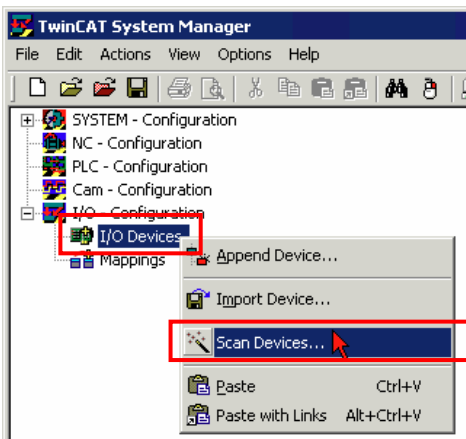 TwinCAT System Manager
File Edit Actions View Options Help
SYSTEM - Configuration
NC - Configuration
PLC - Configuration
Cam - Configuration
I/O - Configuration
I/O Devices
Mappings
Append Device...
Import Device...
Scan Devices...
Paste Ctrl+V
Paste with Links Alt+Ctrl+V